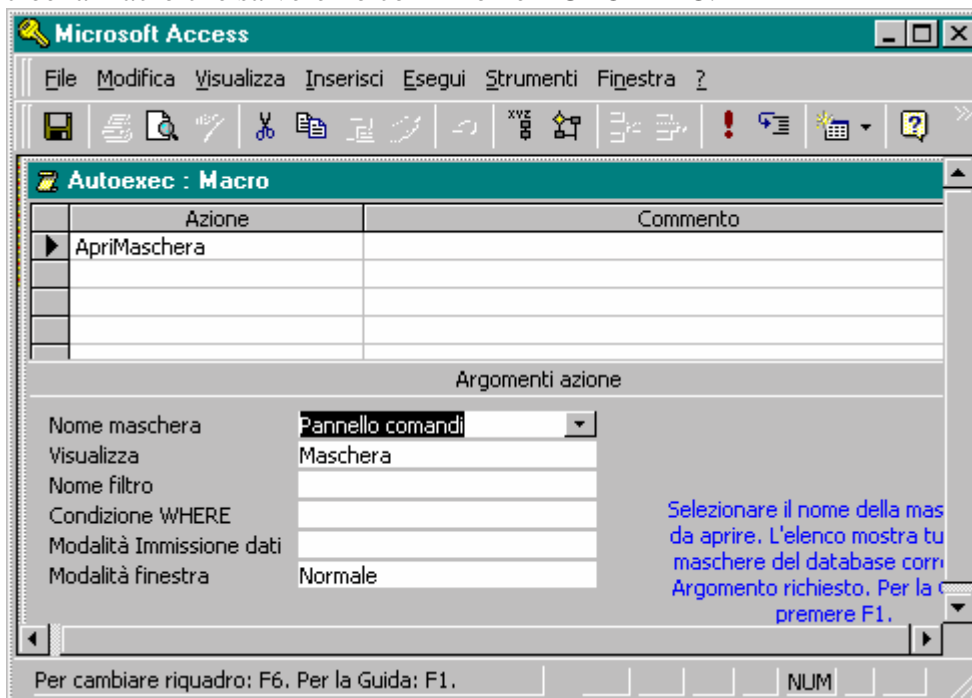 Microsoft Access
File Modifica Visualizza Inserisci Esegui Strumenti Finestra ?
xyz
Autoexec : Macro
Azione Commento
ApriMaschera
Argomenti azione
Nome maschera Pannello comandi
Visualizza Maschera
Nome filtro
Condizione WHERE
Modalità Immissione dati
Modalità finestra Normale
Selezionare il nome della mas
da aprire. L'elenco mostra tu
maschere del database corr
Argomento richiesto. Per la
premere F1.
Per cambiare riquadro: F6. Per la Guida: F1. NUM